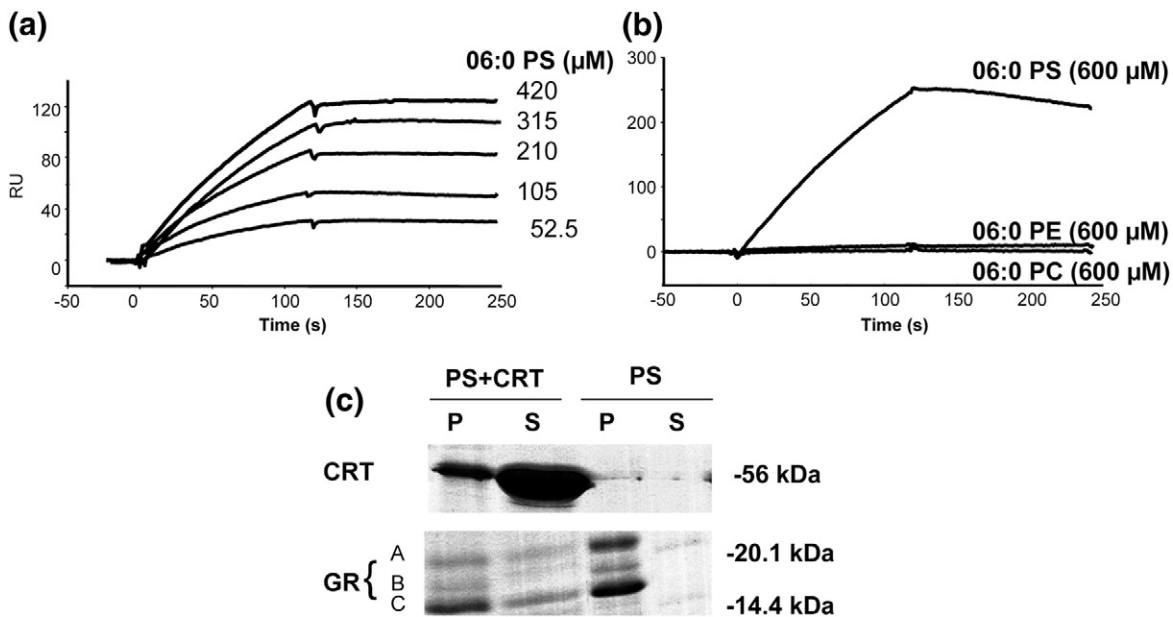 (a)
06:0 PS (µM)
420
315
210
105
52.5
120
80
40
0
RU
-50 0 50 100 150 200 250
Time (s)
(b)
300
200
100
0
06:0 PS (600 µM)
06:0 PE (600 µM)
06:0 PC (600 µM)
-50 0 50 100 150 200 250
Time (s)
(c)
PS+CRT PS
P S P S
CRT -56 kDa
A -20.1 kDa
GR { B
C -14.4 kDa